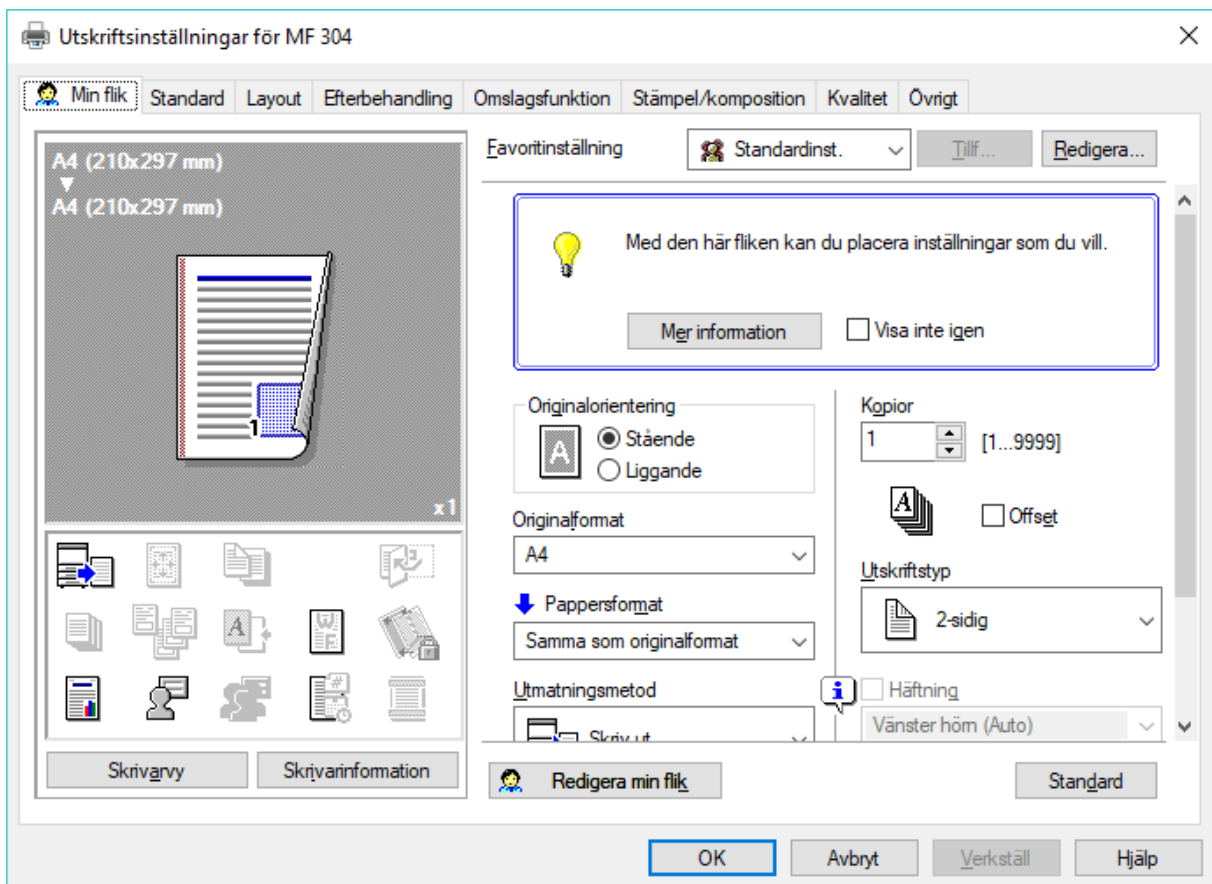 Utskriftsinställningar för MF 304
Min flik Standard Layout Efterbehandling Omslagsfunktion Stämpel/komposition Kvalitet Övrigt
A4 (210x297 mm)
A4 (210x297 mm)
1
x1
Skrivarvy Skrivarinformation
Favoritinställning Standardinst. Tillf... Redigera...
Med den här fliken kan du placera inställningar som du vill.
Mer information Visa inte igen
Originalorientering
A
Stående
Liggande
Originalformat
A4
Pappersformat
Samma som originalformat
Utmatningsmetod
Skriv ut
Kopior
1 [1...9999]
A
Offset
Utskriftstyp
2-sidig
Häftning
Vänster hörn (Auto)
Redigera min flik Standard
OK Avbryt Verkställ Hjälp